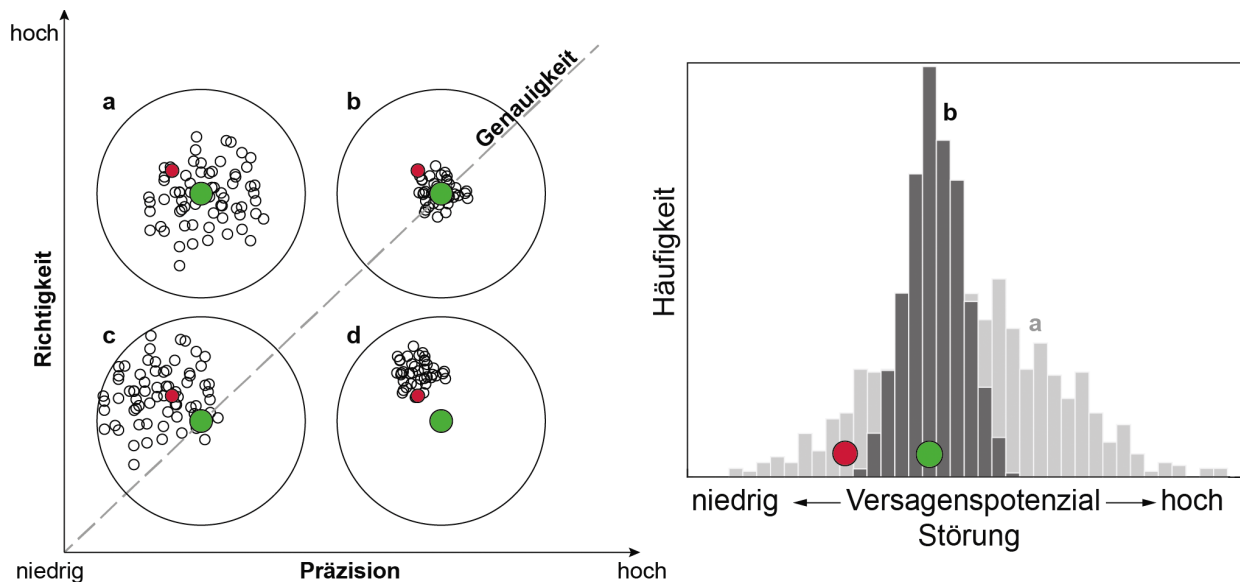 hoch
Richtigkeit
niedrig
Präzision
hoch
Genauigkeit
a
b
c
d
Häufigkeit
b
a
niedrig ← Versagenspotenzial → hoch
Störung